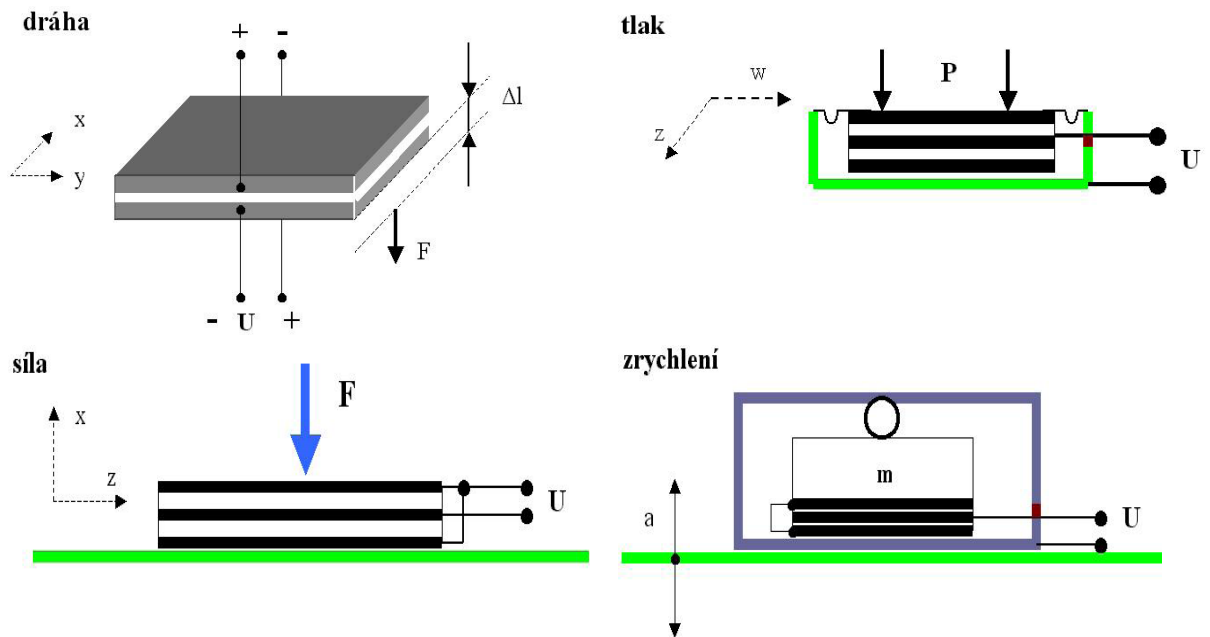 dráha
+ -
Δl
x
y
F
- U +
tlak
P
w
z
U
síla
F
x
z
U
zrychlení
m
a
U